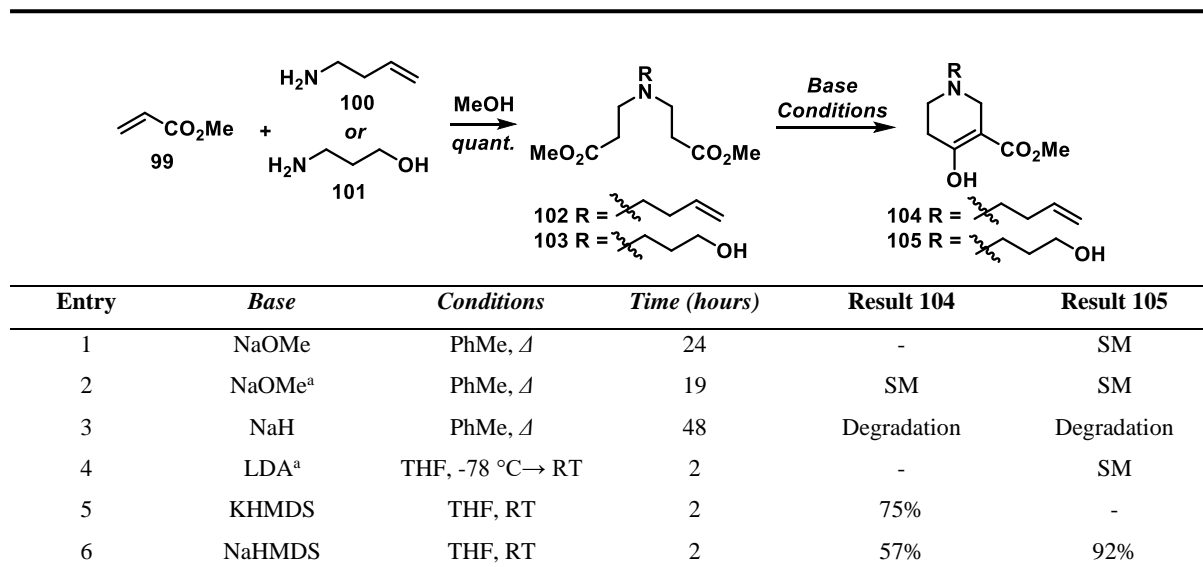 H2N
100
or
H2N OH
101
CO2Me
99
+
MeOH
quant.
R
N
MeO2C CO2Me
102 R =
103 R = OH
Base
Conditions
R
N
CO2Me
OH
104 R =
105 R = OH
Entry Base Conditions Time (hours) Result 104 Result 105
1 NaOMe PhMe, Δ 24 - SM
2 NaOMeᵃ PhMe, Δ 19 SM SM
3 NaH PhMe, Δ 48 Degradation Degradation
4 LDAᵃ THF, -78 °C→ RT 2 - SM
5 KHMDS THF, RT 2 75% -
6 NaHMDS THF, RT 2 57% 92%